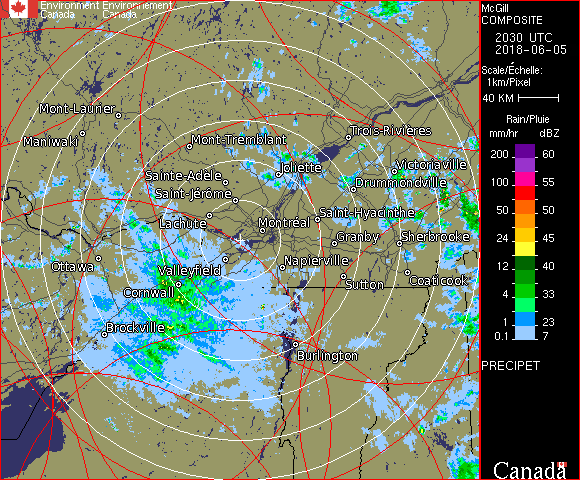 Environment Environnement
Canada Canada
McGill
COMPOSITE
2030 UTC
2018-06-05
Scale/Échelle:
1km/Pixel
40 KM
Rain/Pluie
mm/hr dBZ
200 60
100 55
50 50
24 45
12 40
4 33
0.1 23
7
PRECIPET
Canada
Mont-Laurier
Maniwaki
Mont-Tremblant
Trois-Rivières
Sainte-Adèle
Joliette
Victoriaville
Drummondville
Saint-Jérôme
Lachute
Montréal
Saint-Hyacinthe
Granby
Sherbrooke
Ottawa
Valleyfield
Napierville
Cornwall
Sutton
Coaticook
Brockville
Burlington